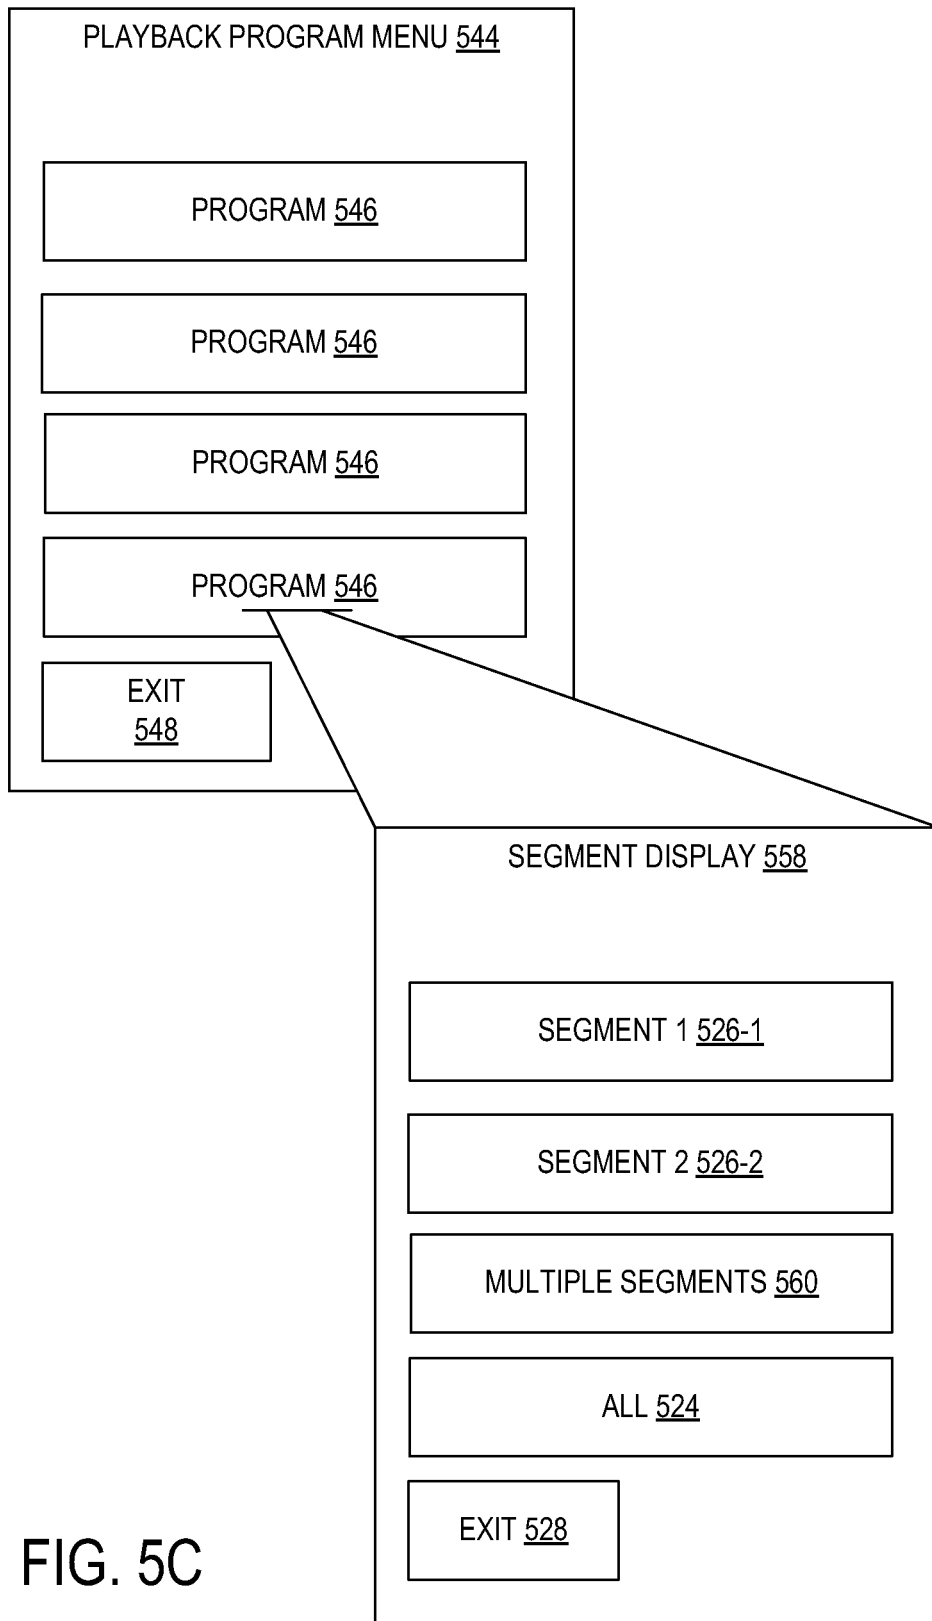 PLAYBACK PROGRAM MENU 544
PROGRAM 546
PROGRAM 546
PROGRAM 546
PROGRAM 546
EXIT
548
SEGMENT DISPLAY 558
SEGMENT 1 526-1
SEGMENT 2 526-2
MULTIPLE SEGMENTS 560
ALL 524
EXIT 528
FIG. 5C